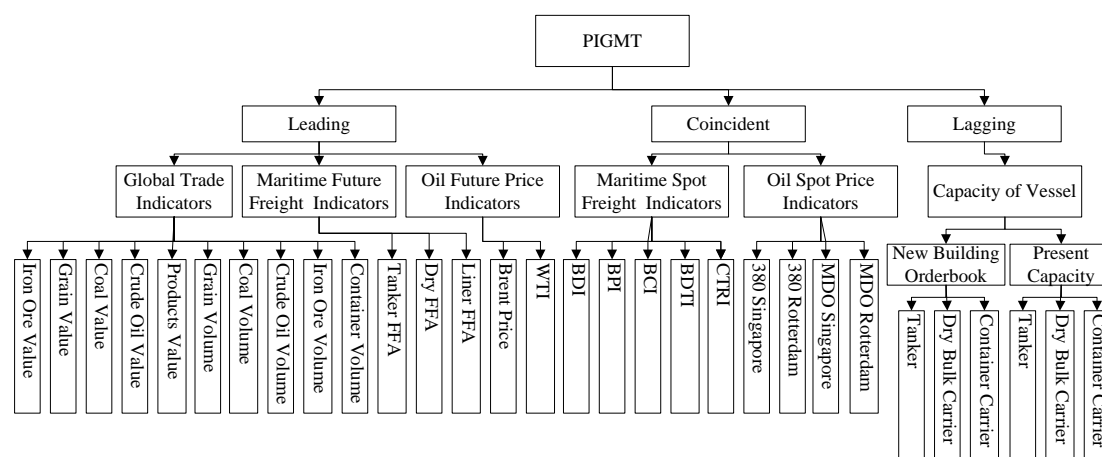 PIGMT
Leading
Coincident
Lagging
Global Trade
Indicators
Maritime Future
Freight Indicators
Oil Future Price
Indicators
Maritime Spot
Freight Indicators
Oil Spot Price
Indicators
Capacity of Vessel
New Building
Orderbook
Present
Capacity
Iron Ore Value
Grain Value
Coal Value
Crude Oil Value
Products Value
Grain Volume
Coal Volume
Crude Oil Volume
Iron Ore Volume
Container Volume
Tanker FFA
Dry FFA
Liner FFA
Brent Price
WTI
BDI
BPI
BCI
BDTI
CTRI
380 Singapore
380 Rotterdam
MDO Singapore
MDO Rotterdam
Tanker
Dry Bulk Carrier
Container Carrier
Tanker
Dry Bulk Carrier
Container Carrier